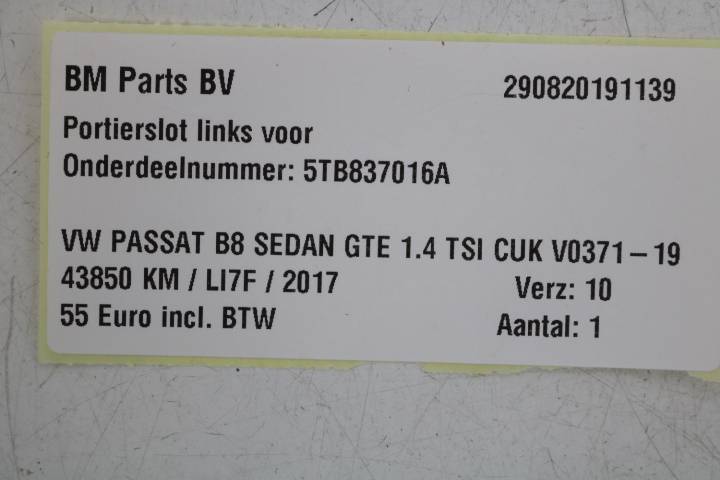 BM Parts BV 290820191139
Portierslot links voor
Onderdeelnummer: 5TB837016A
VW PASSAT B8 SEDAN GTE 1.4 TSI CUK V0371-19
43850 KM / LI7F / 2017 Verz: 10
55 Euro incl. BTW Aantal: 1